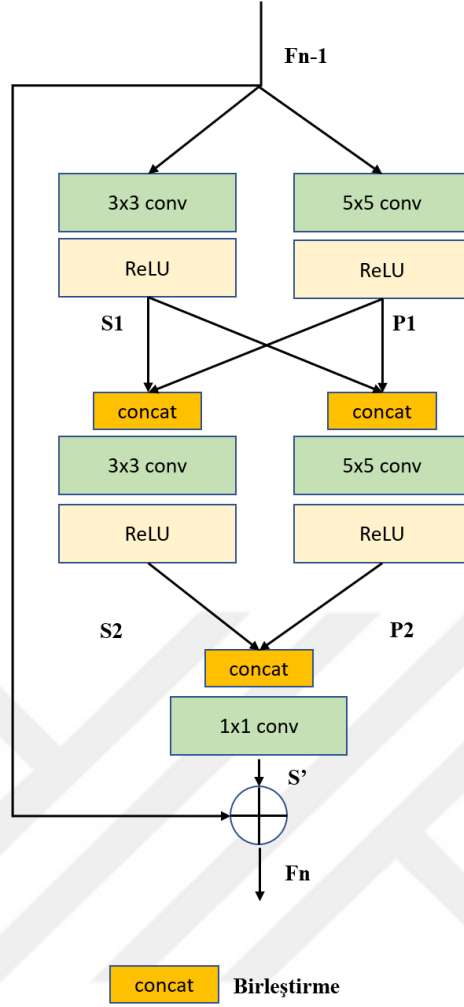 Fn-1
3x3 conv
5x5 conv
ReLU
ReLU
S1
P1
concat
concat
3x3 conv
5x5 conv
ReLU
ReLU
S2
P2
concat
1x1 conv
S’
Fn
concat Birleştirme